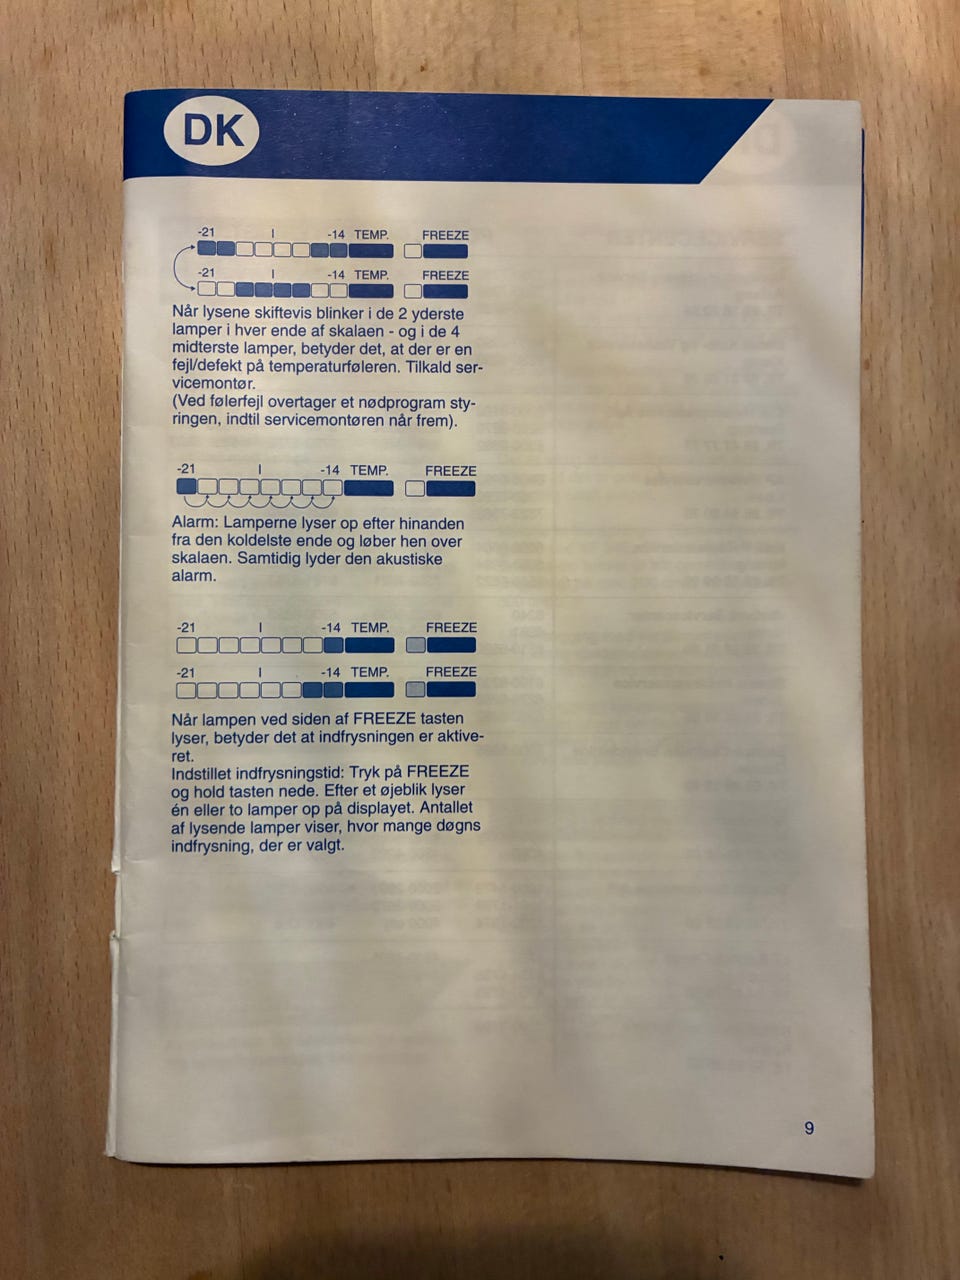 DK
-21 I -14 TEMP. FREEZE
-21 I -14 TEMP. FREEZE
Når lysene skiftevis blinker i de 2 yderste
lamper i hver ende af skalaen - og i de 4
midterste lamper, betyder det, at der er en
fejl/defekt på temperaturføleren. Tilkald ser-
vicemontør.
(Ved følerfejl overtager et nødprogram sty-
ringen, indtil servicemontøren når frem).
-21 I -14 TEMP. FREEZE
Alarm: Lamperne lyser op efter hinanden
fra den koldelste ende og løber hen over
skalaen. Samtidig lyder den akustiske
alarm.
-21 I -14 TEMP. FREEZE
-21 I -14 TEMP. FREEZE
Når lampen ved siden af FREEZE tasten
lyser, betyder det at indfrysningen er aktive-
ret.
Indstillet indfrysningstid: Tryk på FREEZE
og hold tasten nede. Efter et øjeblik lyser
én eller to lamper op på displayet. Antallet
af lysende lamper viser, hvor mange døgns
indfrysning, der er valgt.
9